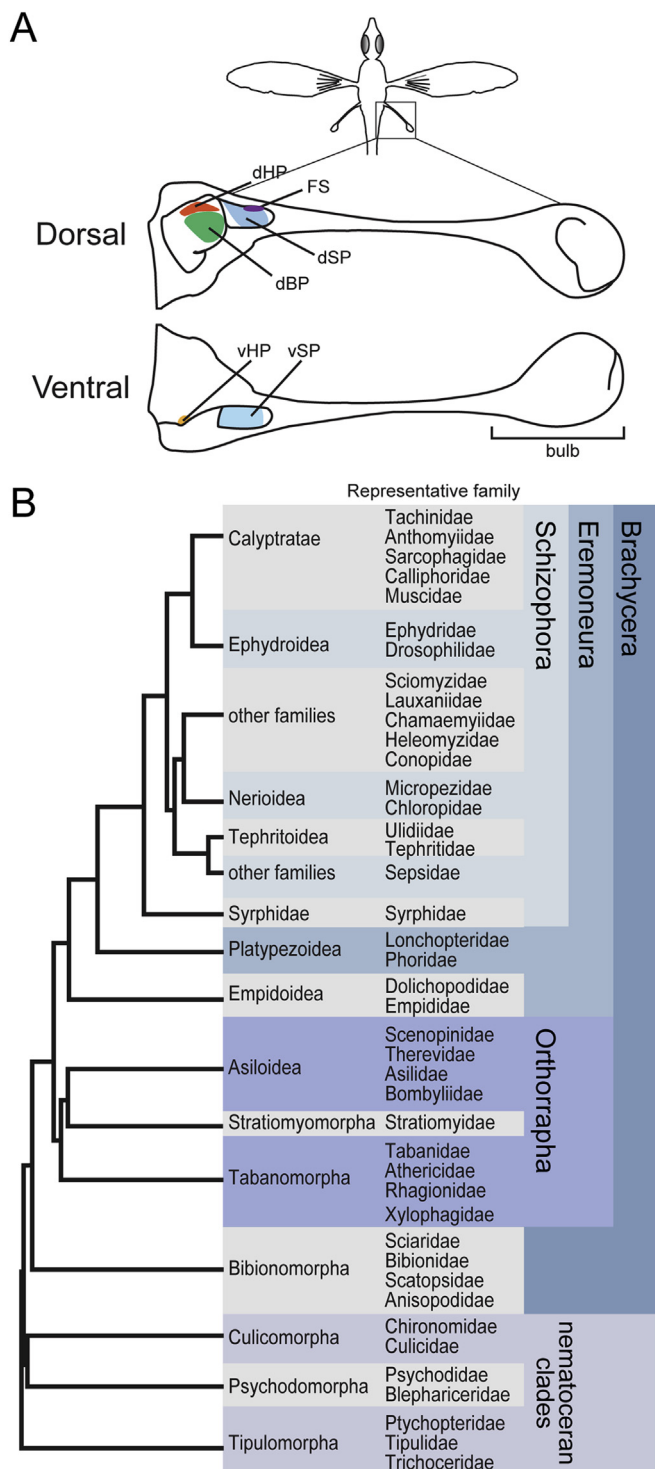 A
dHP
FS
Dorsal
dSP
dBP
vHP
vSP
Ventral
bulb
B
Representative family
Calyptratae
Tachinidae
Anthomyiidae
Sarcophagidae
Calliphoridae
Muscidae
Ephydroidea
Ephydridae
Drosophilidae
other families
Sciomyzidae
Lauxaniidae
Chamaemyiidae
Heleomyzidae
Conopidae
Nerioidea
Micropezidae
Chloropidae
Tephritoidea
Ulidiidae
Tephritidae
other families
Sepsidae
Syrphidae
Syrphidae
Platypezoidea
Lonchopteridae
Phoridae
Empidoidea
Dolichopodidae
Empididae
Asiloidea
Scenopinidae
Therevidae
Asilidae
Bombyliidae
Stratiomyomorpha
Stratiomyidae
Tabanomorpha
Tabanidae
Athericidae
Rhagionidae
Xylophagidae
Bibionomorpha
Sciaridae
Bibionidae
Scatopsidae
Anisopodidae
Culicomorpha
Chironomidae
Culicidae
Psychodomorpha
Psychodidae
Blephariceridae
Tipulomorpha
Ptychopteridae
Tipulidae
Trichoceridae
Schizophora
Eremoneura
Brachycera
Orthorrapha
nematoceran
clades